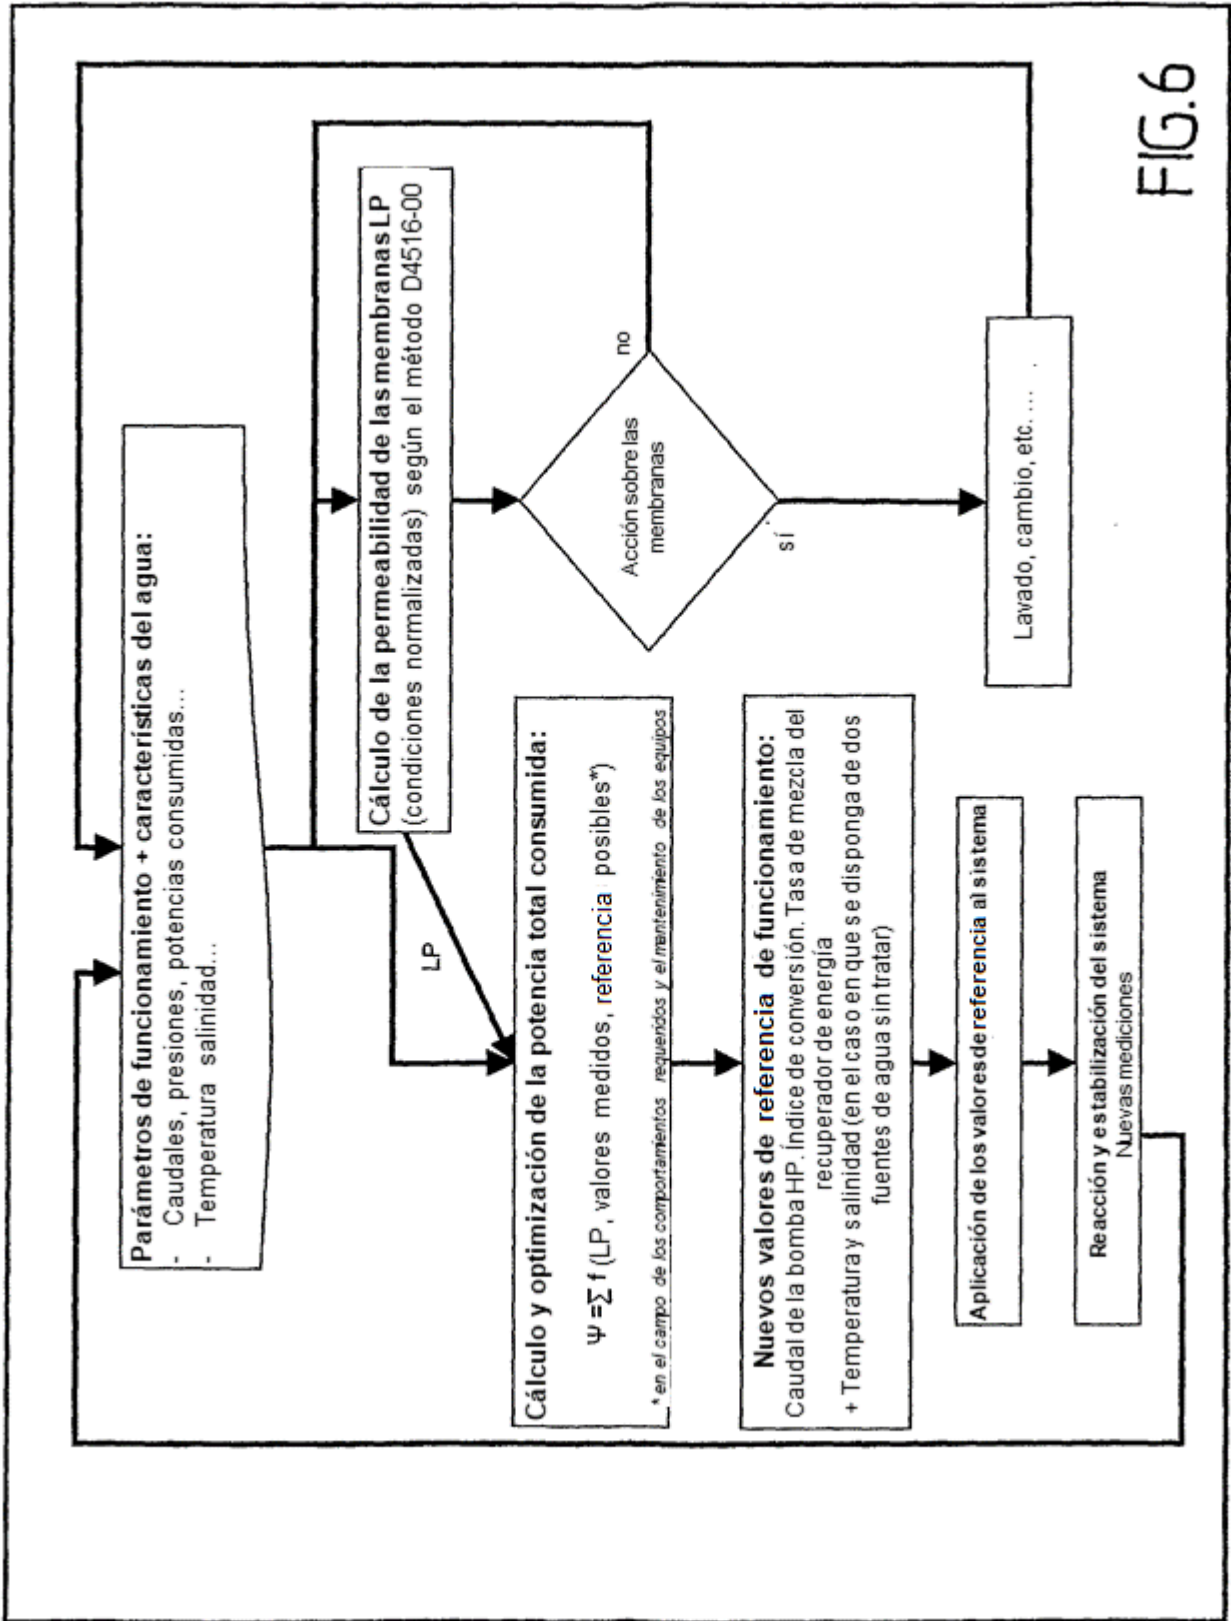 Parámetros de funcionamiento + características del agua:
- Caudales, presiones, potencias consumidas...
- Temperatura salinidad...
Cálculo de la permeabilidad de las membranas LP
(condiciones normalizadas) según el método D4516-00
LP
Cálculo y optimización de la potencia total consumida:
Ψ =∑ f (LP, valores medidos, referencia posibles*)
* en el campo de los comportamientos requeridos y el mantenimiento de los equipos
Acción sobre las
membranas
no
sí
Nuevos valores de referencia de funcionamiento:
Caudal de la bomba HP. Índice de conversión. Tasa de mezcla del
recuperador de energía
+ Temperatura y salinidad (en el caso en que se disponga de dos
fuentes de agua sin tratar)
Aplicación de los valores de referencia al sistema
Reacción y estabilización del sistema
Nuevas mediciones
Lavado, cambio, etc. ...
FIG.6